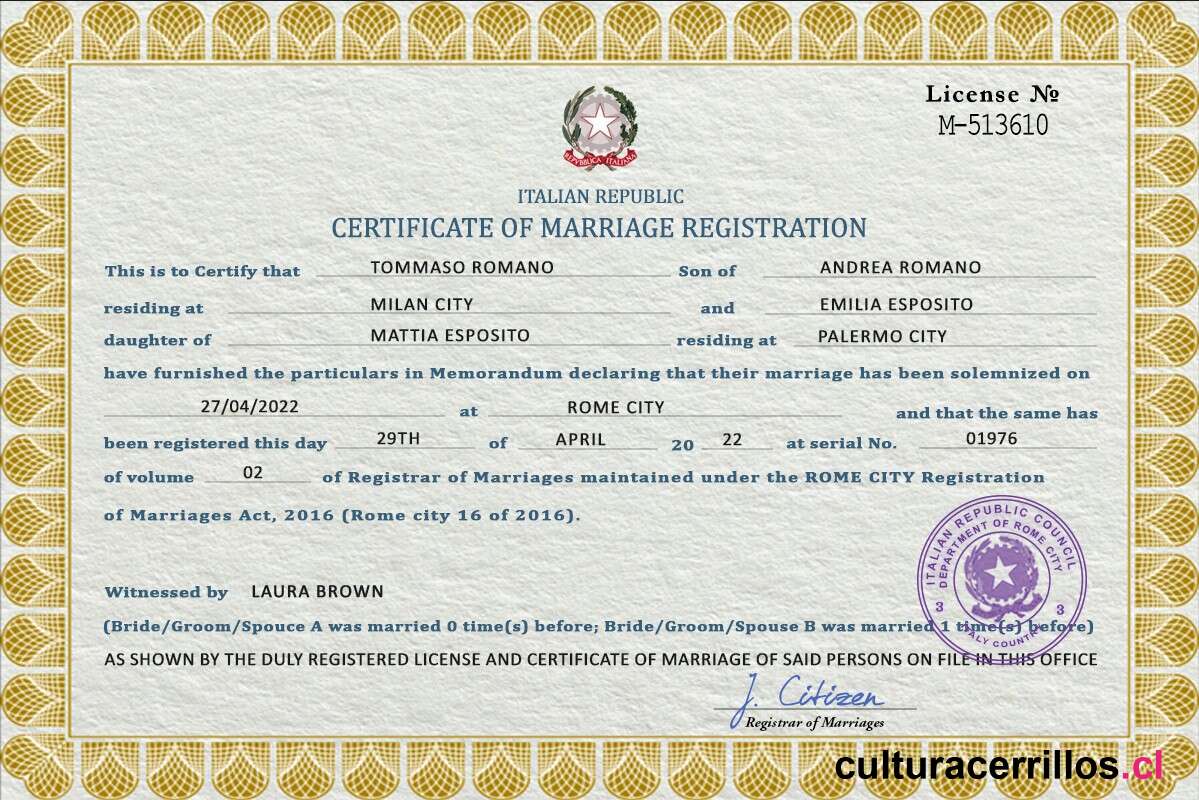 License №
M-513610
REPVBBLICA ITALIANA
ITALIAN REPUBLIC
CERTIFICATE OF MARRIAGE REGISTRATION
This is to Certify that TOMMASO ROMANO Son of ANDREA ROMANO
residing at MILAN CITY and EMILIA ESPOSITO
daughter of MATTIA ESPOSITO residing at PALERMO CITY
have furnished the particulars in Memorandum declaring that their marriage has been solemnized on
27/04/2022 at ROME CITY and that the same has
been registered this day 29TH of APRIL 20 22 at serial No. 01976
of volume 02 of Registrar of Marriages maintained under the ROME CITY Registration
of Marriages Act, 2016 (Rome city 16 of 2016).
ITALIAN REPUBLIC COUNCIL
DEPARTMENT OF ROME CITY
3 3
ITALY COUNTRY
Witnessed by LAURA BROWN
(Bride/Groom/Spouce A was married 0 time(s) before; Bride/Groom/Spouse B was married 1 time(s) before)
AS SHOWN BY THE DULY REGISTERED LICENSE AND CERTIFICATE OF MARRIAGE OF SAID PERSONS ON FILE IN THIS OFFICE
J. Citizen
Registrar of Marriages
culturacerrillos.cl